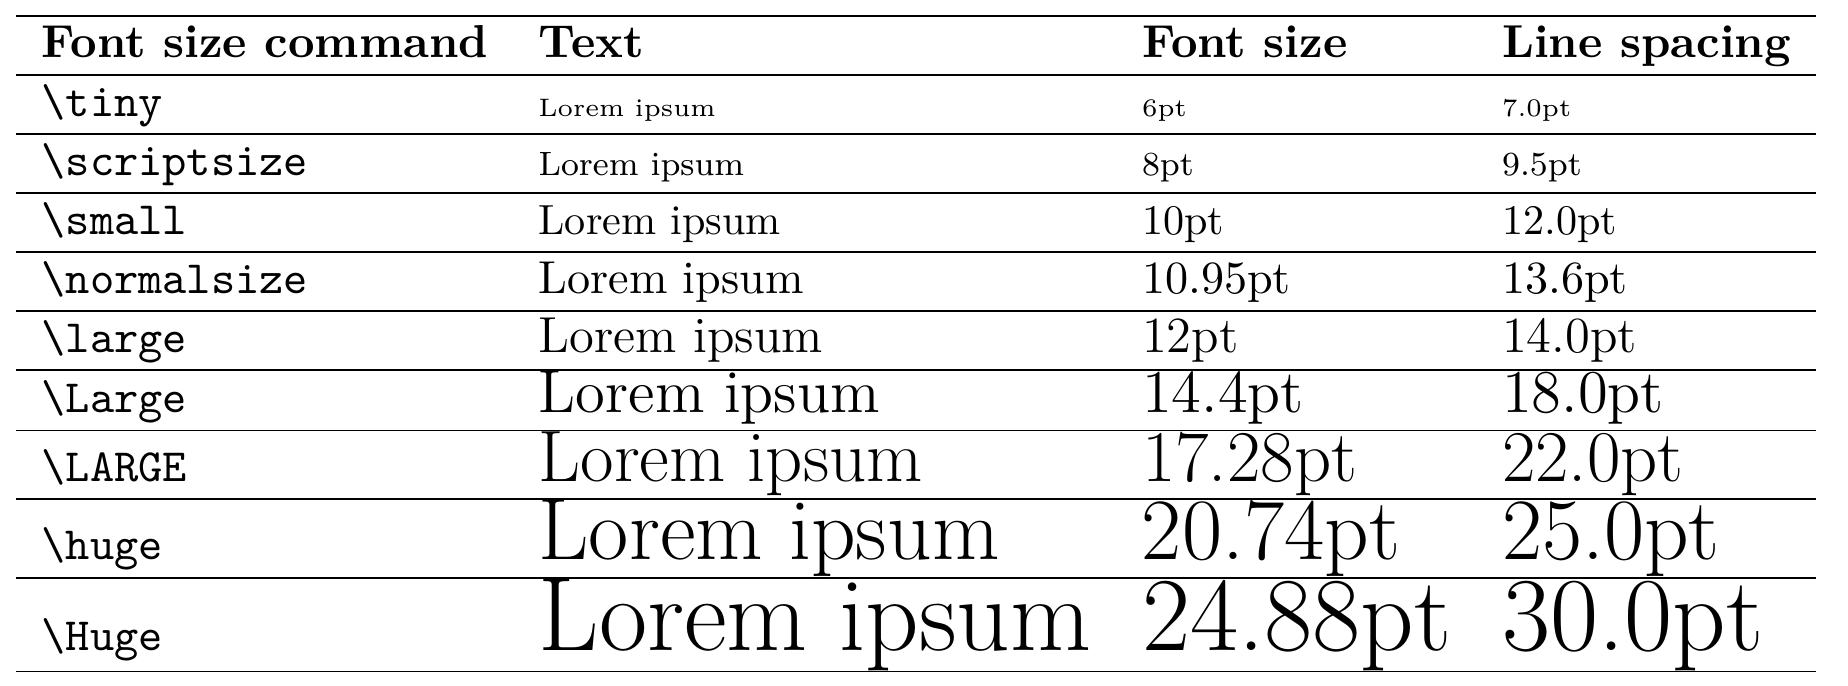 Font size command Text Font size Line spacing
\tiny Lorem ipsum 6pt 7.0pt
\scriptsize Lorem ipsum 8pt 9.5pt
\small Lorem ipsum 10pt 12.0pt
\normalsize Lorem ipsum 10.95pt 13.6pt
\large Lorem ipsum 12pt 14.0pt
\Large Lorem ipsum 14.4pt 18.0pt
\LARGE Lorem ipsum 17.28pt 22.0pt
\huge Lorem ipsum 20.74pt 25.0pt
\Huge Lorem ipsum 24.88pt 30.0pt